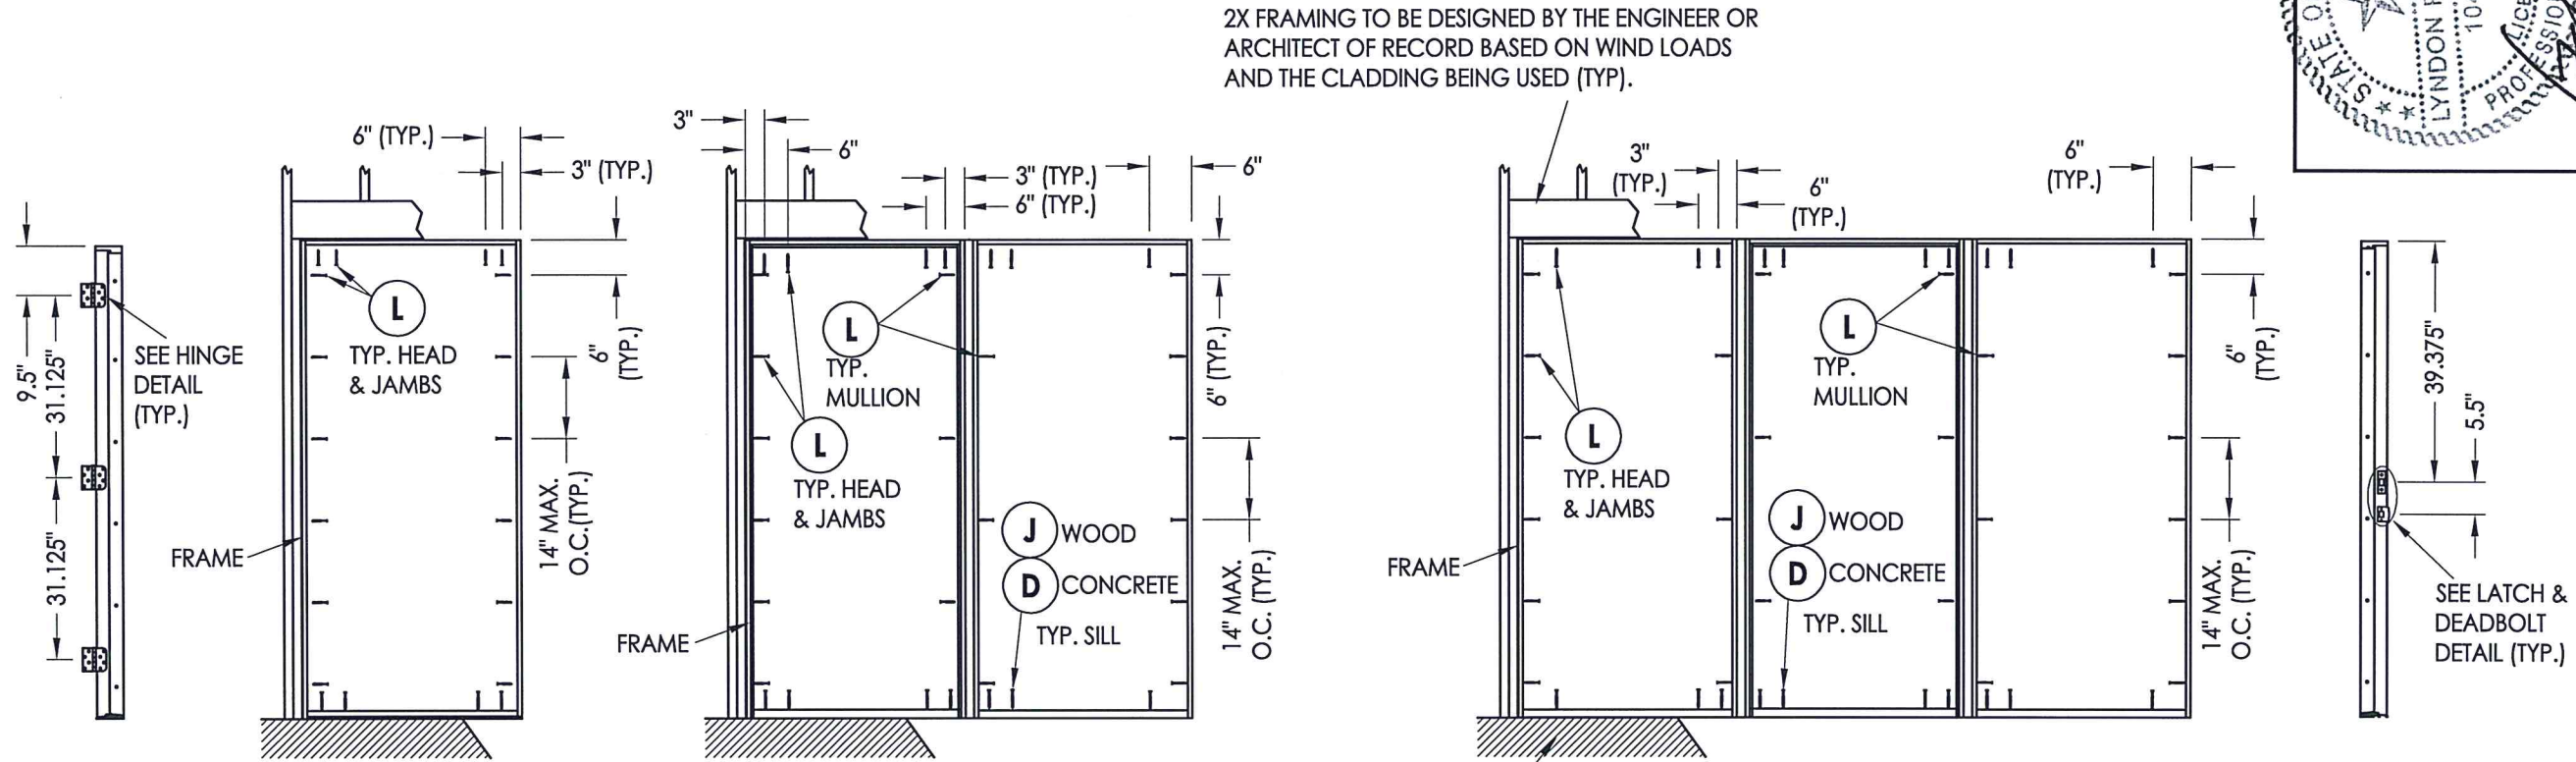 2X FRAMING TO BE DESIGNED BY THE ENGINEER OR
ARCHITECT OF RECORD BASED ON WIND LOADS
AND THE CLADDING BEING USED (TYP).
STATE O
LYNDON
PROFESSIO
LICE
10
9.5"
31.125"
31.125"
SEE HINGE
DETAIL
(TYP.)
6" (TYP.)
3" (TYP.)
L
TYP. HEAD
& JAMBS
6"
(TYP.)
14" MAX.
O.C.(TYP.)
FRAME
3"
6"
3" (TYP.)
6" (TYP.)
6"
L
TYP.
MULLION
L
TYP. HEAD
& JAMBS
J WOOD
D CONCRETE
TYP. SILL
6" (TYP.)
14" MAX.
O.C. (TYP.)
FRAME
3"
(TYP.)
6"
(TYP.)
6"
(TYP.)
L
TYP.
MULLION
L
TYP. HEAD
& JAMBS
J WOOD
D CONCRETE
TYP. SILL
6"
(TYP.)
14" MAX.
O.C. (TYP.)
FRAME
39.375"
5.5"
SEE LATCH &
DEADBOLT
DETAIL (TYP.)